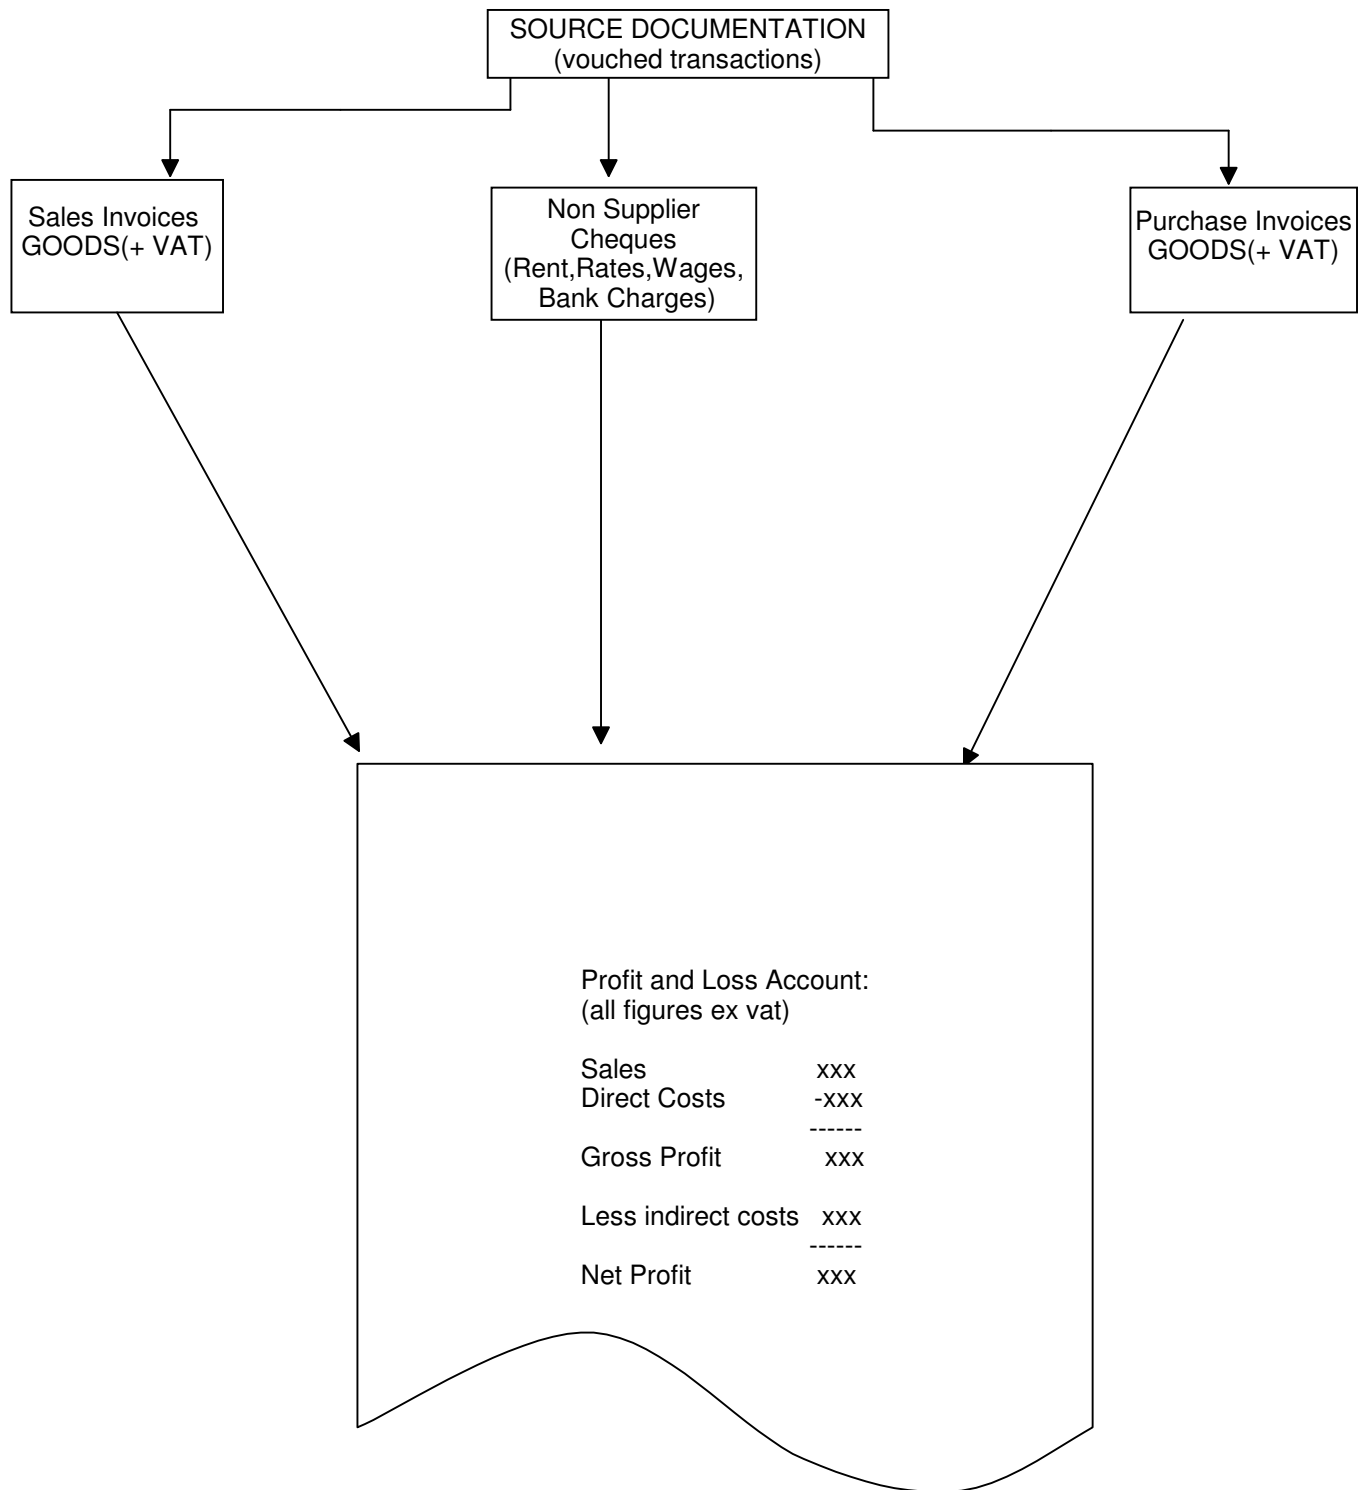 SOURCE DOCUMENTATION
(vouched transactions)
Sales Invoices
GOODS(+ VAT)
Non Supplier
Cheques
(Rent,Rates,Wages,
Bank Charges)
Purchase Invoices
GOODS(+ VAT)
Profit and Loss Account:
(all figures ex vat)
Sales xxx
Direct Costs -xxx
------
Gross Profit xxx
Less indirect costs xxx
------
Net Profit xxx